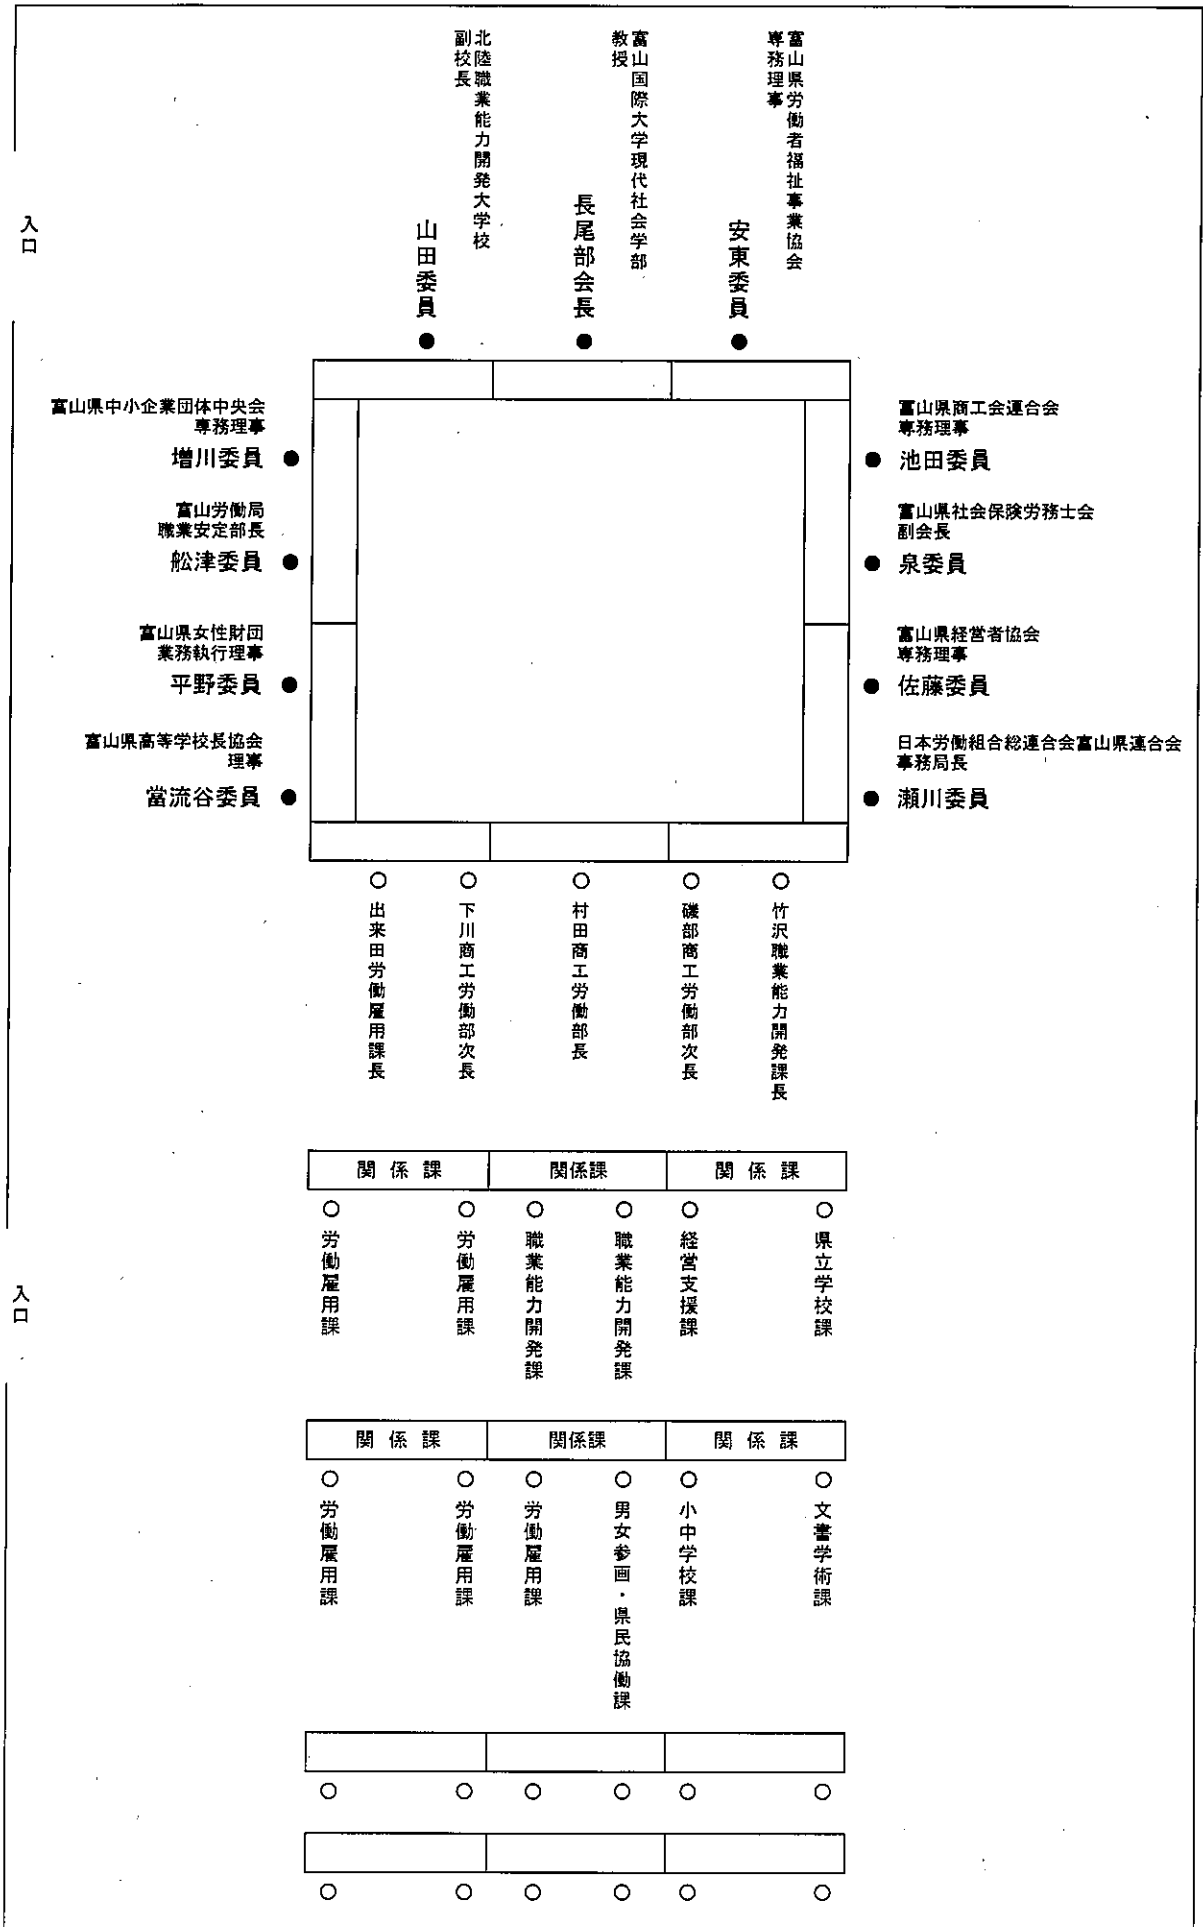 富山県労働者福祉事業協会
専務理事
安東委員
富山国際大学現代社会学部
教授
長尾部会長
北陸職業能力開発大学校
副校長
山田委員
入口
富山県中小企業団体中央会
専務理事
増川委員
富山労働局
職業安定部長
舩津委員
富山県女性財団
業務執行理事
平野委員
富山県高等学校長協会
理事
當流谷委員
富山県商工会連合会
専務理事
池田委員
富山県社会保険労務士会
副会長
泉委員
富山県経営者協会
専務理事
佐藤委員
日本労働組合総連合会富山県連合会
事務局長
瀬川委員
出来田労働雇用課長
下川商工労働部次長
村田商工労働部長
磯部商工労働部次長
竹沢職業能力開発課長
関係課
関係課
関係課
労働雇用課
労働雇用課
職業能力開発課
職業能力開発課
経営支援課
県立学校課
入口
関係課
関係課
関係課
労働雇用課
労働雇用課
労働雇用課
男女参画・県民協働課
小中学校課
文書学術課